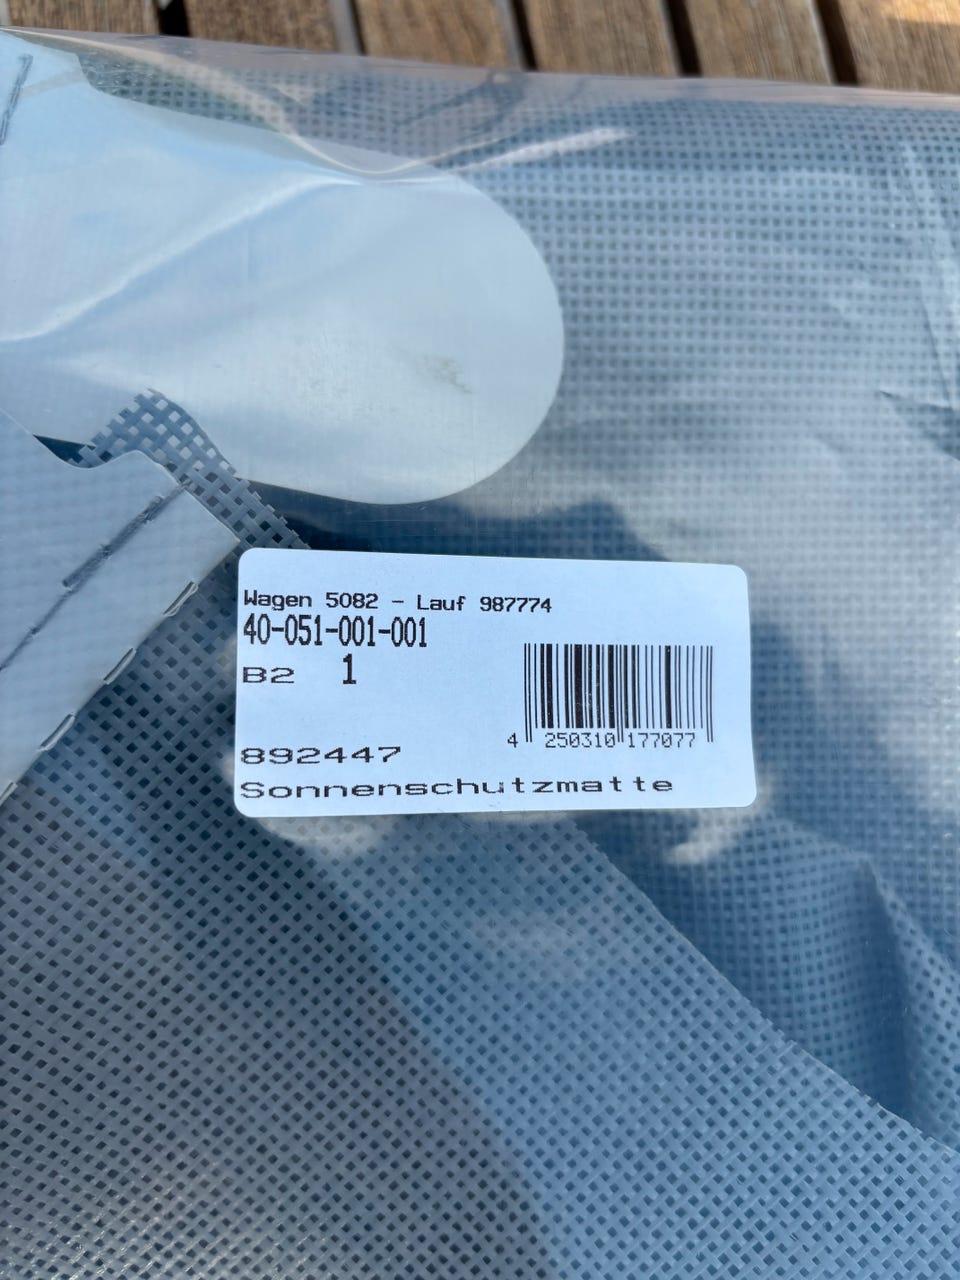 Wagen 5082 - Lauf 987774
40-051-001-001
B2 1
4 250310 177077
892447
Sonnenschutzmatte